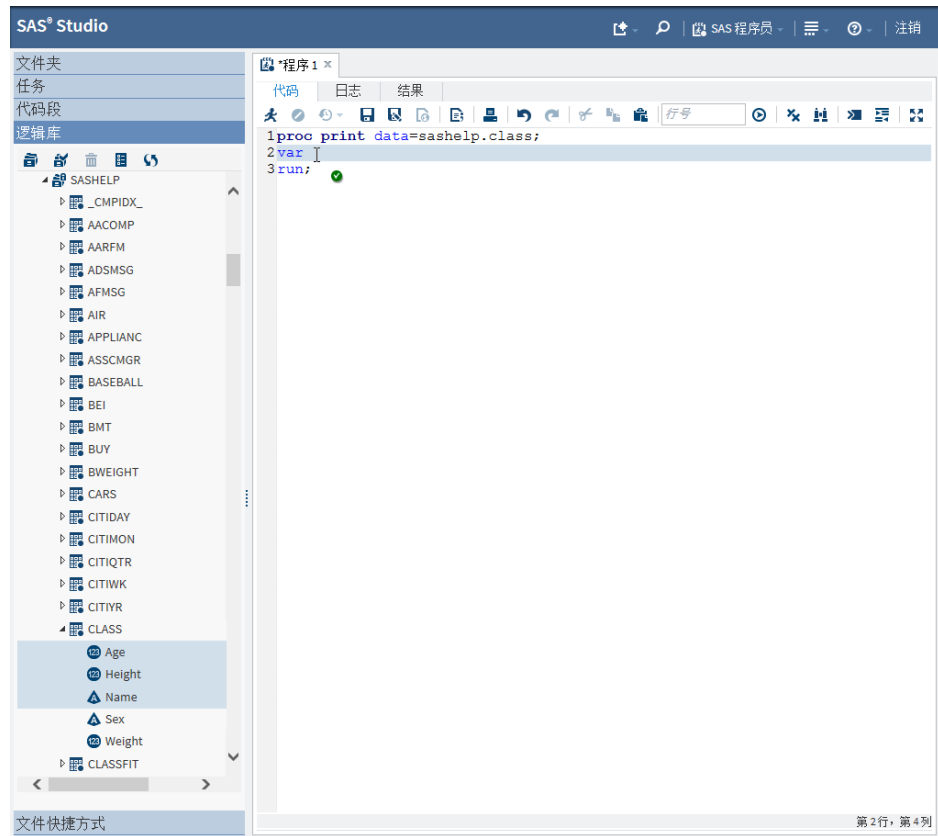 SAS® Studio
SAS 程序员
注销
文件夹
任务
代码段
逻辑库
SASHELP
_CMPIDX_
AACOMP
AARFM
ADSMSG
AFMSG
AIR
APPLIANC
ASSCMGR
BASEBALL
BEI
BMT
BUY
BWEIGHT
CARS
CITIDAY
CITIMON
CITIQTR
CITIWK
CITIYR
CLASS
123 Age
123 Height
A Name
A Sex
123 Weight
CLASSFIT
文件快捷方式
*程序 1 ×
代码 日志 结果
行号
1 proc print data=sashelp.class;
2 var
3 run;
第 2行，第 4列